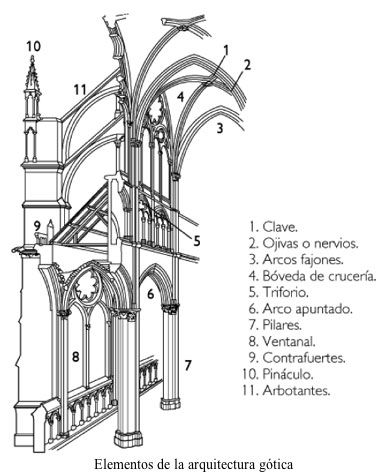 10
11
1
2
4
3
9
5
6
8
7
1. Clave.
2. Ojivas o nervios.
3. Arcos fajones.
4. Bóveda de crucería.
5. Triforio.
6. Arco apuntado.
7. Pilares.
8. Ventanal.
9. Contrafuertes.
10. Pináculo.
11. Arbotantes.
Elementos de la arquitectura gótica